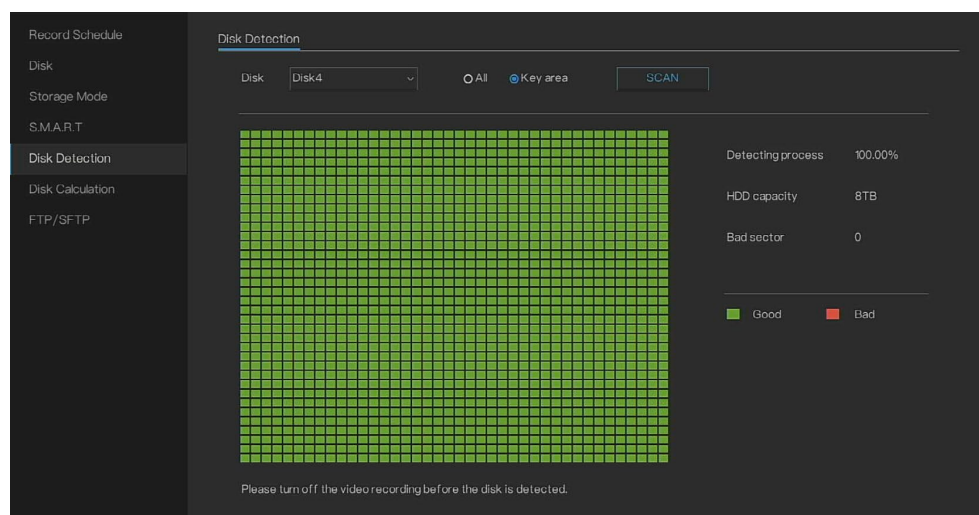 Record Schedule
Disk
Storage Mode
S.M.A.R.T
Disk Detection
Disk Calculation
FTP/SFTP
Disk Detection
Disk Disk4 All Key area SCAN
Detecting process 100.00%
HDD capacity 8TB
Bad sector 0
Good Bad
Please turn off the video recording before the disk is detected.